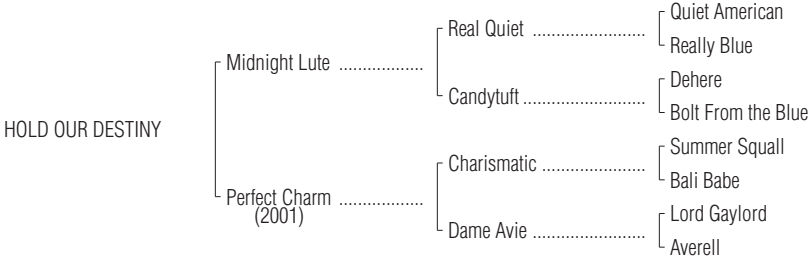 Quiet American
Real Quiet ........................
Really Blue
Midnight Lute ..................
Dehere
Candytuft ..........................
Bolt From the Blue
HOLD OUR DESTINY
Summer Squall
Charismatic ......................
Bali Babe
Perfect Charm ..................
(2001)
Lord Gaylord
Dame Avie ........................
Averell